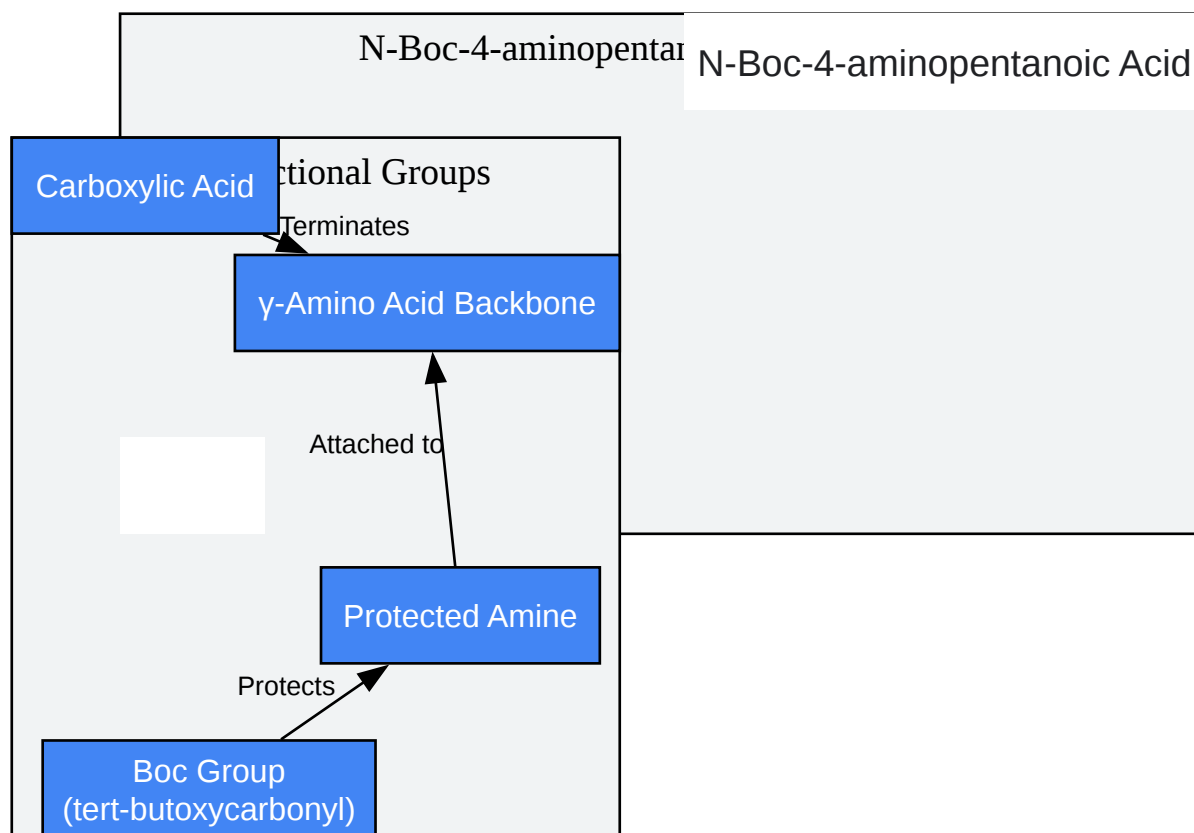 N-Boc-4-aminopentan
N-Boc-4-aminopentanoic Acid
Carboxylic Acid
ctional Groups
Terminates
γ-Amino Acid Backbone
Attached to
Protected Amine
Protects
Boc Group
(tert-butoxycarbonyl)